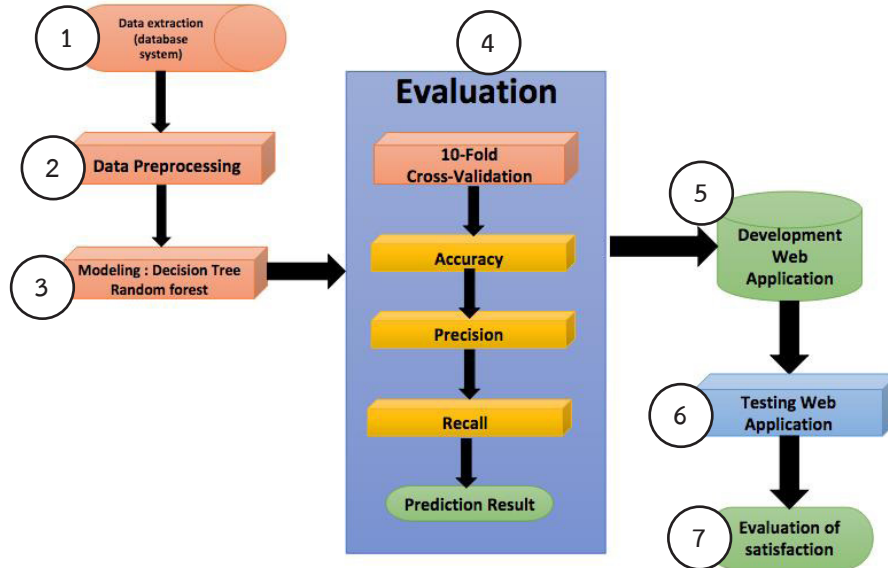 1
Data extraction
(database
system)
2
Data Preprocessing
3
Modeling : Decision Tree
Random forest
4
Evaluation
10-Fold
Cross-Validation
Accuracy
Precision
Recall
Prediction Result
5
Development
Web
Application
6
Testing Web
Application
7
Evaluation of
satisfaction